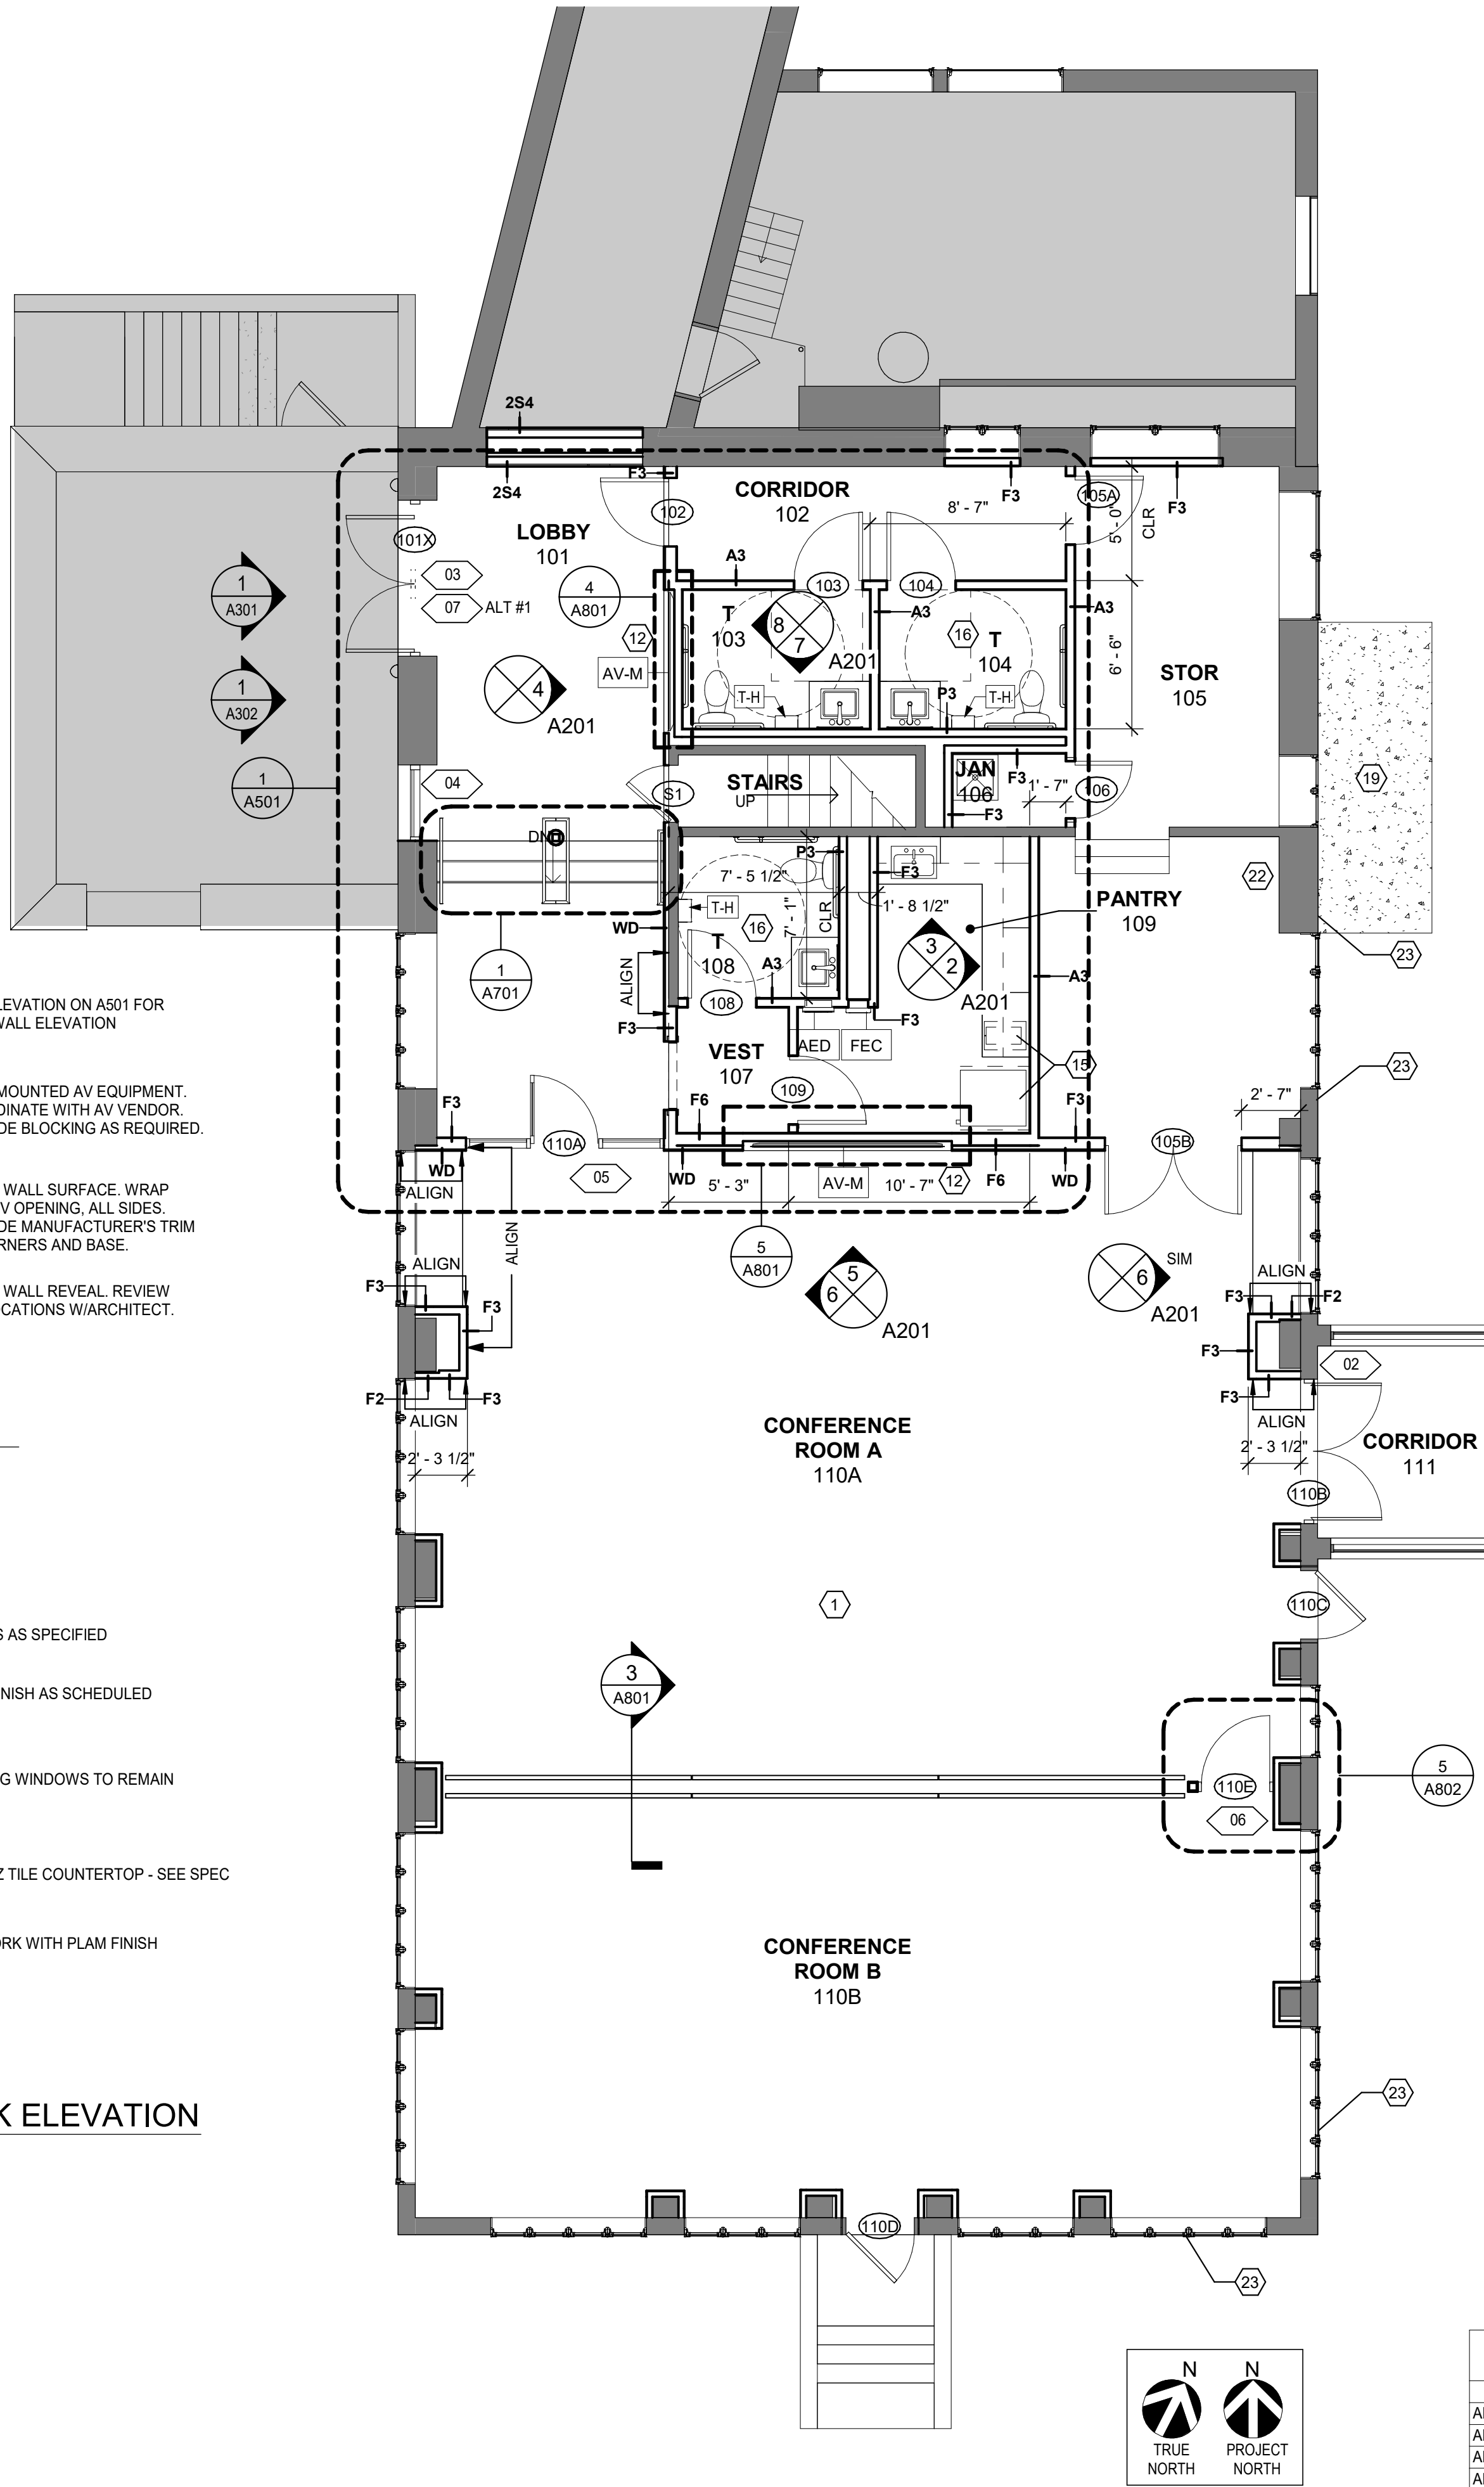 2S4
2S4
F3
CORRIDOR
102
F3
105A
F3
102
LOBBY
101
8' - 7"
5' - 0"
CLR
101X
A3
1
A301
03
07
ALT #1
4
A801
103
104
A3
A3
12
T
103
8
7
A201
16
T
104
6' - 6"
AV-M
STOR
105
1
A302
4
A201
T-H
P3
T-H
1
A501
04
S1
STAIRS
UP
JAN
106
F3
1' - 7"
106
F3
19
DN
P3
7' - 5 1/2"
F3
22
T-H
7' - 1"
CLR
1' - 8 1/2"
PANTRY
109
WD
16
T
108
3
2
A201
23
1
A701
ALIGN
A3
A3
108
F3
F3
LEVATION ON A501 FOR
WALL ELEVATION
VEST
107
AED
FEC
15
MOUNTED AV EQUIPMENT.
DINATE WITH AV VENDOR.
DE BLOCKING AS REQUIRED.
109
23
2' - 7"
F3
F6
F3
110A
105B
WD
05
WD
5' - 3"
AV-M
10' - 7"
12
F6
WD
WALL SURFACE. WRAP
V OPENING, ALL SIDES.
DE MANUFACTURER'S TRIM
RNERS AND BASE.
ALIGN
ALIGN
ALIGN
5
A801
5
6
A201
6
SIM
A201
ALIGN
WALL REVEAL. REVIEW
CATIONS W/ARCHITECT.
F3
F3
F3
F2
F3
02
F2
F3
F3
ALIGN
ALIGN
2' - 3 1/2"
CONFERENCE
ROOM A
110A
2' - 3 1/2"
CORRIDOR
111
110B
1
110C
S AS SPECIFIED
3
A801
NISH AS SCHEDULED
G WINDOWS TO REMAIN
110E
06
5
A802
Z TILE COUNTERTOP - SEE SPEC
ORK WITH PLAM FINISH
CONFERENCE
ROOM B
110B
K ELEVATION
23
110D
23
N
N
TRUE
NORTH
PROJECT
NORTH